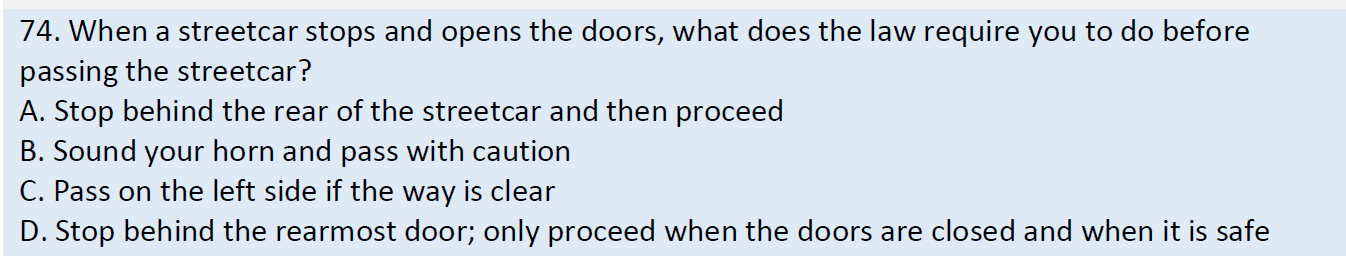 74. When a streetcar stops and opens the doors, what does the law require you to do before
passing the streetcar?
A. Stop behind the rear of the streetcar and then proceed
B. Sound your horn and pass with caution
C. Pass on the left side if the way is clear
D. Stop behind the rearmost door; only proceed when the doors are closed and when it is safe